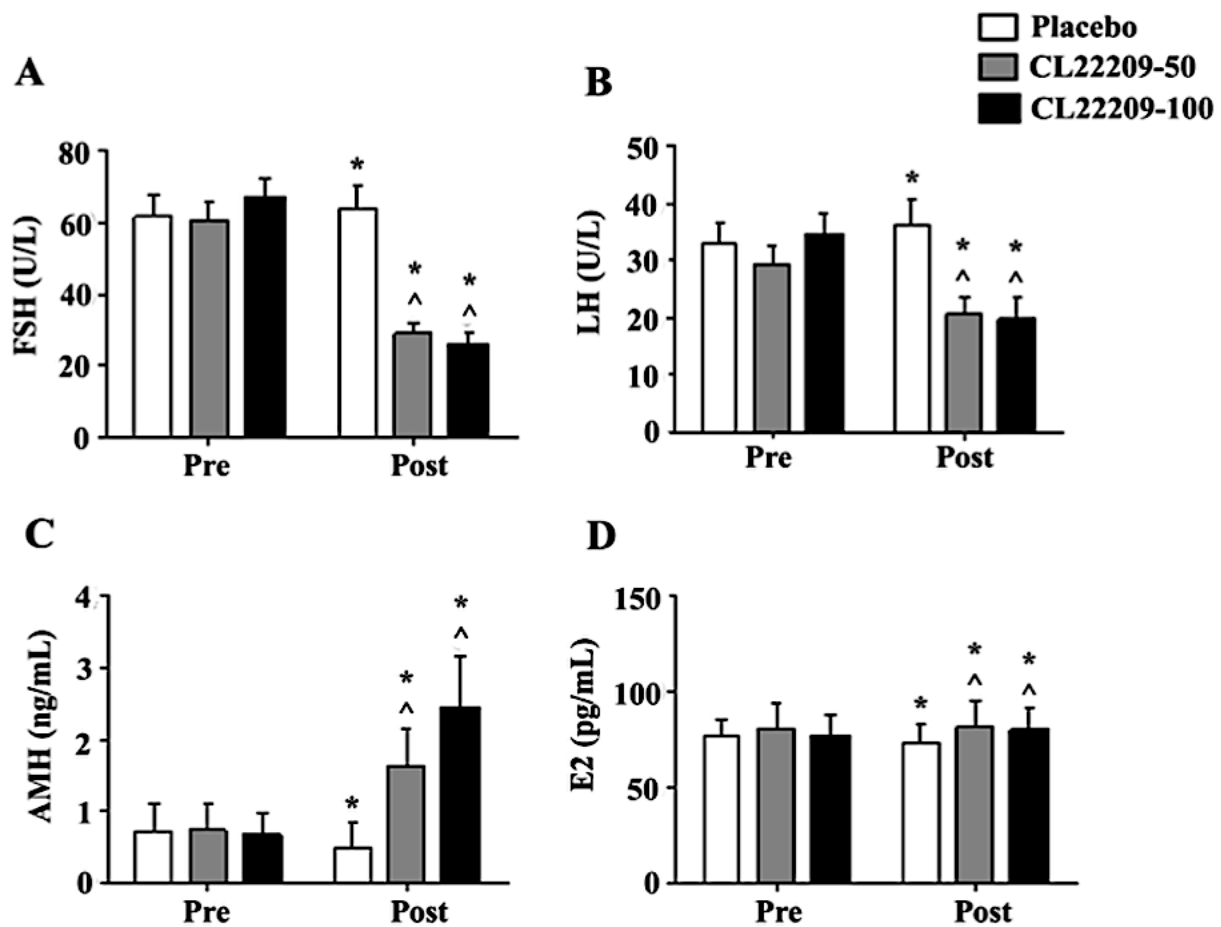 Placebo
CL22209-50
CL22209-100
A
80
60
40
20
0
FSH (U/L)
*
*
^
*
^
Pre
Post
B
50
40
30
20
10
0
LH (U/L)
*
*
^
*
^
Pre
Post
C
4
3
2
1
0
AMH (ng/mL)
*
*
^
*
^
Pre
Post
D
150
100
50
0
E2 (pg/mL)
*
*
^
*
^
Pre
Post